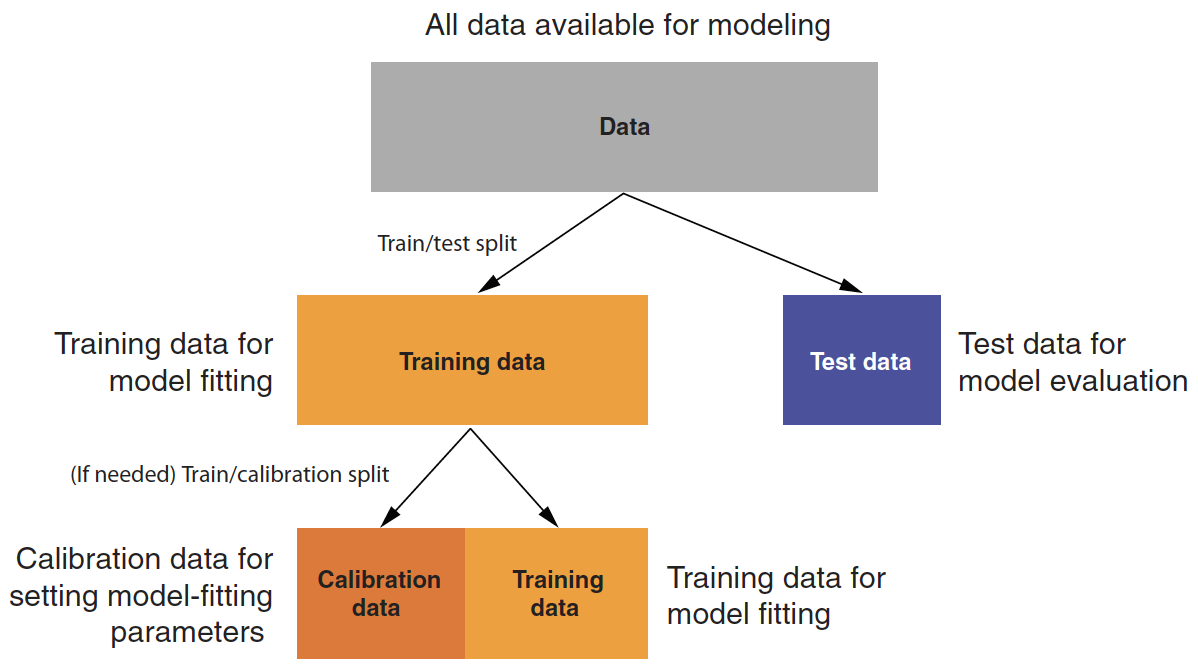 All data available for modeling
Data
Train/test split
Training data for
model fitting
Training data
Test data
Test data for
model evaluation
(If needed) Train/calibration split
Calibration data for
setting model-fitting
parameters
Calibration
data
Training
data
Training data for
model fitting